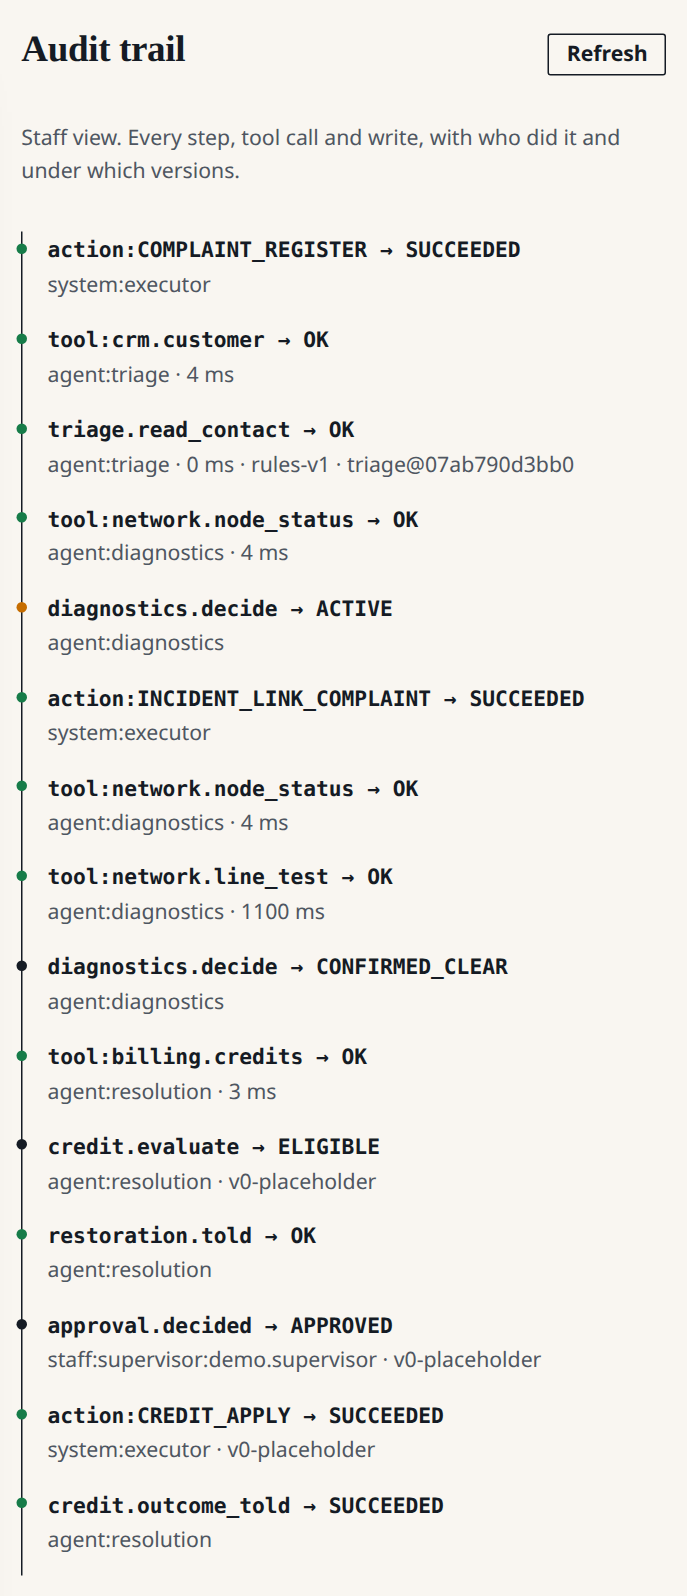 Audit trail
Refresh
Staff view. Every step, tool call and write, with who did it and
under which versions.
action:COMPLAINT_REGISTER → SUCCEEDED
system:executor
tool:crm.customer → OK
agent:triage · 4 ms
triage.read_contact → OK
agent:triage · 0 ms · rules-v1 · triage@07ab790d3bb0
tool:network.node_status → OK
agent:diagnostics · 4 ms
diagnostics.decide → ACTIVE
agent:diagnostics
action:INCIDENT_LINK_COMPLAINT → SUCCEEDED
system:executor
tool:network.node_status → OK
agent:diagnostics · 4 ms
tool:network.line_test → OK
agent:diagnostics · 1100 ms
diagnostics.decide → CONFIRMED_CLEAR
agent:diagnostics
tool:billing.credits → OK
agent:resolution · 3 ms
credit.evaluate → ELIGIBLE
agent:resolution · v0-placeholder
restoration.told → OK
agent:resolution
approval.decided → APPROVED
staff:supervisor:demo.supervisor · v0-placeholder
action:CREDIT_APPLY → SUCCEEDED
system:executor · v0-placeholder
credit.outcome_told → SUCCEEDED
agent:resolution